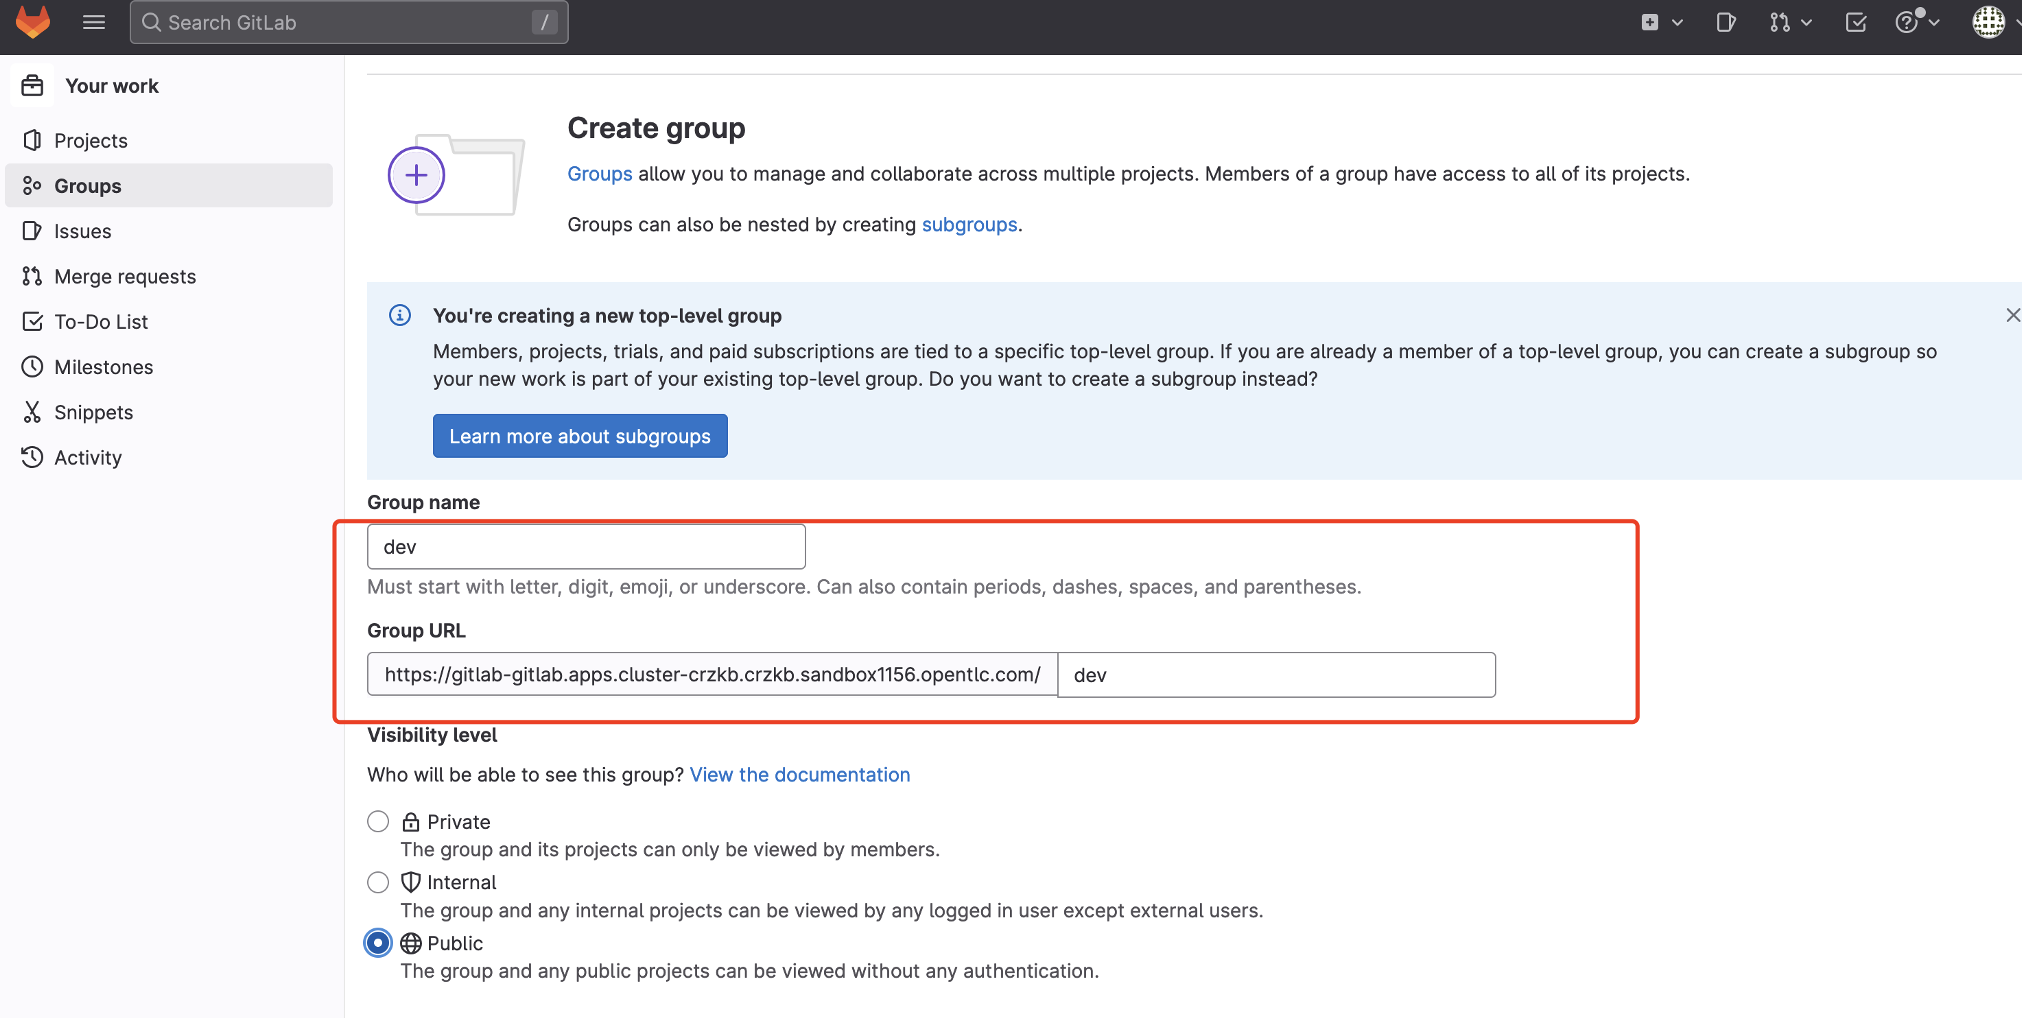 Search GitLab /
Your work
Projects
Groups
Issues
Merge requests
To-Do List
Milestones
Snippets
Activity
Create group
Groups allow you to manage and collaborate across multiple projects. Members of a group have access to all of its projects.
Groups can also be nested by creating subgroups.
You're creating a new top-level group
Members, projects, trials, and paid subscriptions are tied to a specific top-level group. If you are already a member of a top-level group, you can create a subgroup so
your new work is part of your existing top-level group. Do you want to create a subgroup instead?
Learn more about subgroups
Group name
dev
Must start with letter, digit, emoji, or underscore. Can also contain periods, dashes, spaces, and parentheses.
Group URL
https://gitlab-gitlab.apps.cluster-crzkb.crzkb.sandbox1156.opentlc.com/ dev
Visibility level
Who will be able to see this group? View the documentation
Private
The group and its projects can only be viewed by members.
Internal
The group and any internal projects can be viewed by any logged in user except external users.
Public
The group and any public projects can be viewed without any authentication.